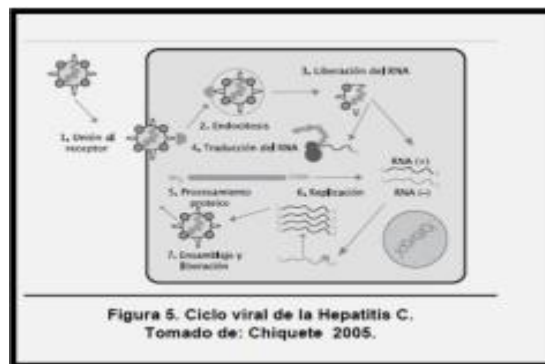 1. Unión al
receptor
2. Endocitosis
3. Liberación del RNA
4. Traducción del RNA
5. Procesamiento
proteico
6. Replicación
RNA (+)
RNA (–)
7. Ensamblaje y
liberación
Figura 5. Ciclo viral de la Hepatitis C.
Tomado de: Chiquete 2005.